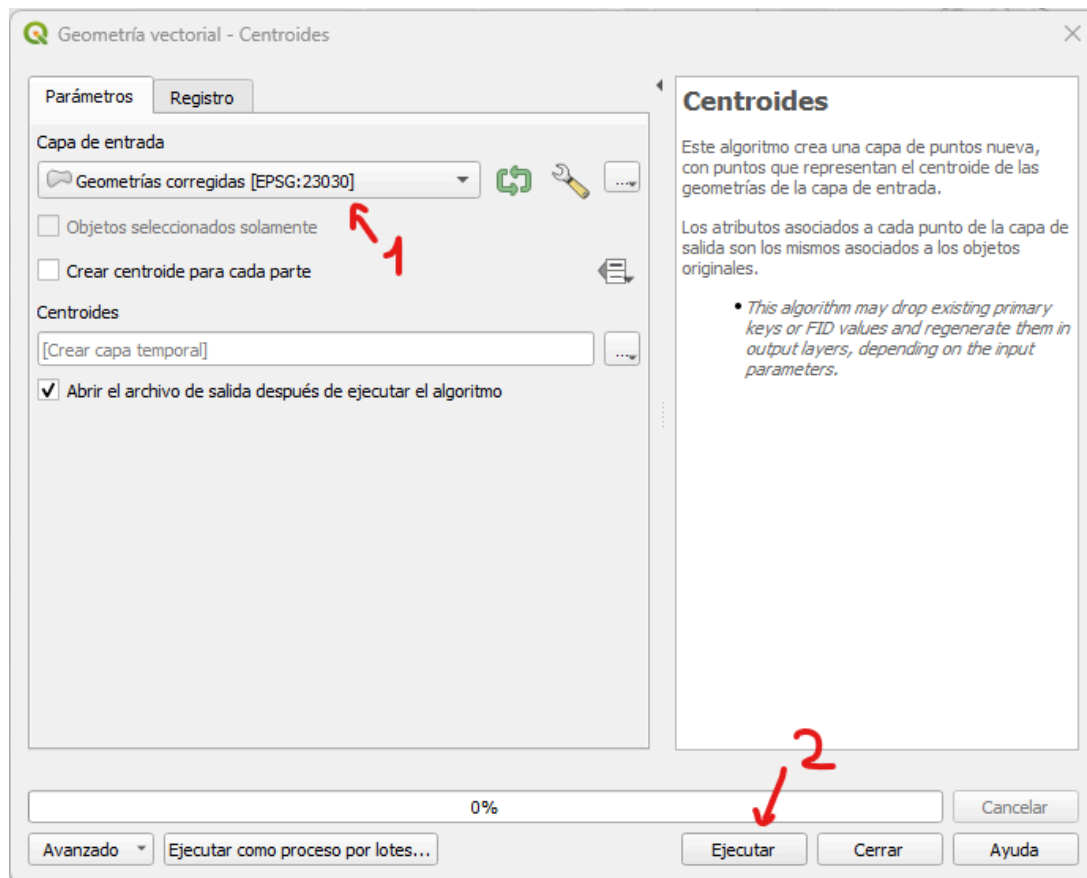 Geometría vectorial - Centroides
Parámetros
Registro
Capa de entrada
Geometrías corregidas [EPSG:23030]
...
1
Objetos seleccionados solamente
Crear centroide para cada parte
Centroides
[Crear capa temporal]
...
Abrir el archivo de salida después de ejecutar el algoritmo
Centroides
Este algoritmo crea una capa de puntos nueva,
con puntos que representan el centroide de las
geometrías de la capa de entrada.
Los atributos asociados a cada punto de la capa de
salida son los mismos asociados a los objetos
originales.
• This algorithm may drop existing primary
keys or FID values and regenerate them in
output layers, depending on the input
parameters.
2
0%
Cancelar
Avanzado
Ejecutar como proceso por lotes...
Ejecutar
Cerrar
Ayuda